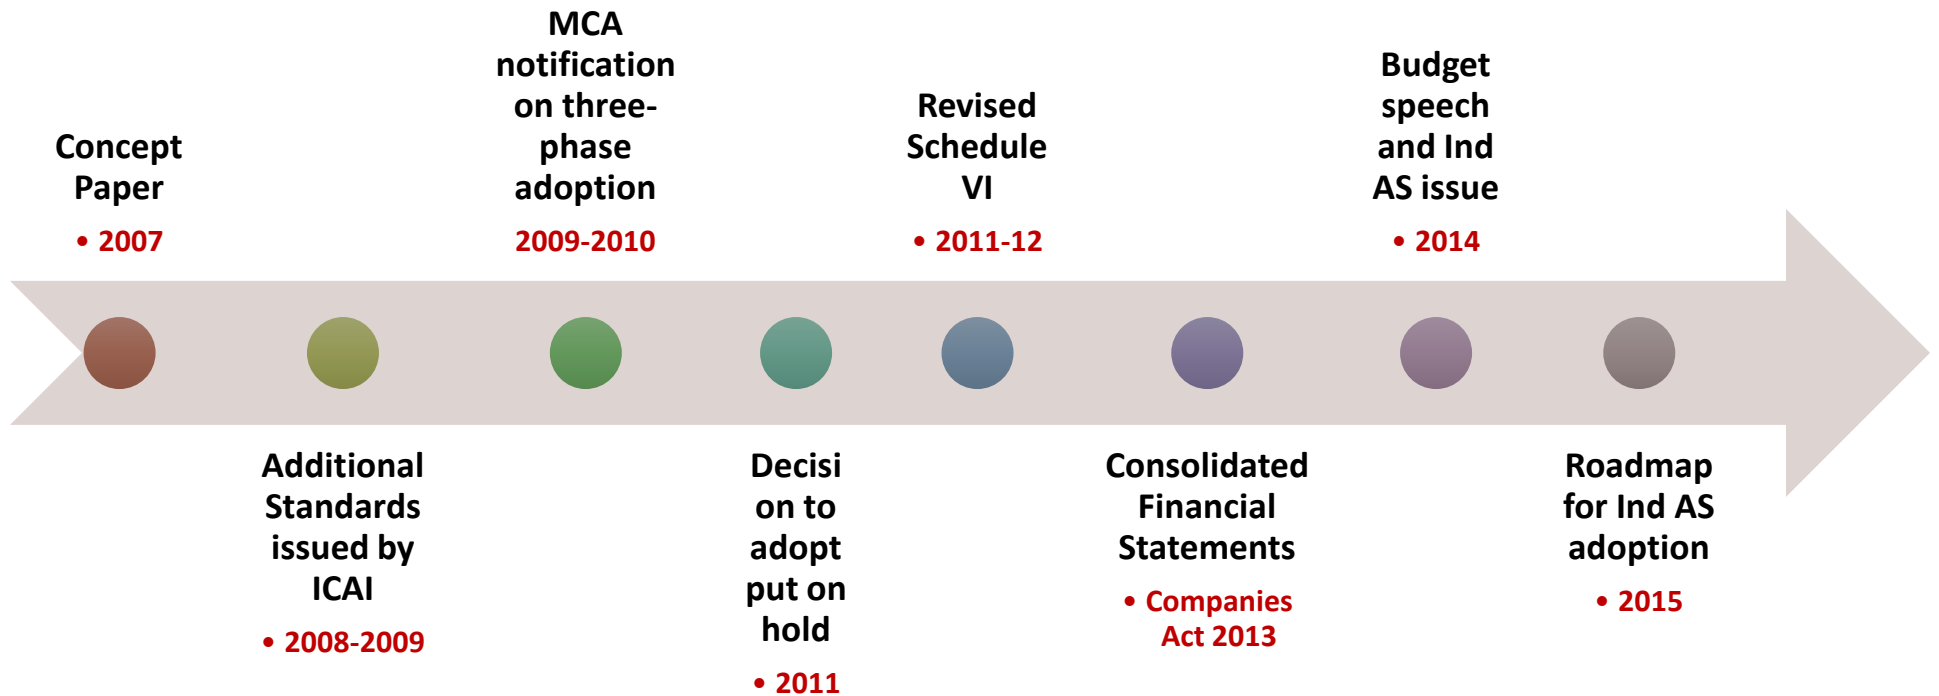 Concept
Paper
• 2007
Additional
Standards
issued by
ICAI
• 2008-2009
MCA
notification
on three-
phase
adoption
2009-2010
Decisi
on to
adopt
put on
hold
• 2011
Revised
Schedule
VI
• 2011-12
Consolidated
Financial
Statements
• Companies
Act 2013
Budget
speech
and Ind
AS issue
• 2014
Roadmap
for Ind AS
adoption
• 2015